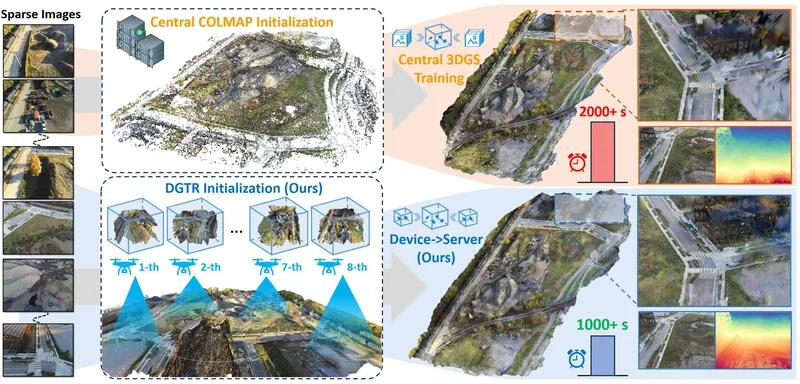 Sparse Images
Central COLMAP Initialization
Central 3DGS
Training
2000+ s
DGTR Initialization (Ours)
...
1-th
2-th
7-th
8-th
Device->Server
(Ours)
1000+ s